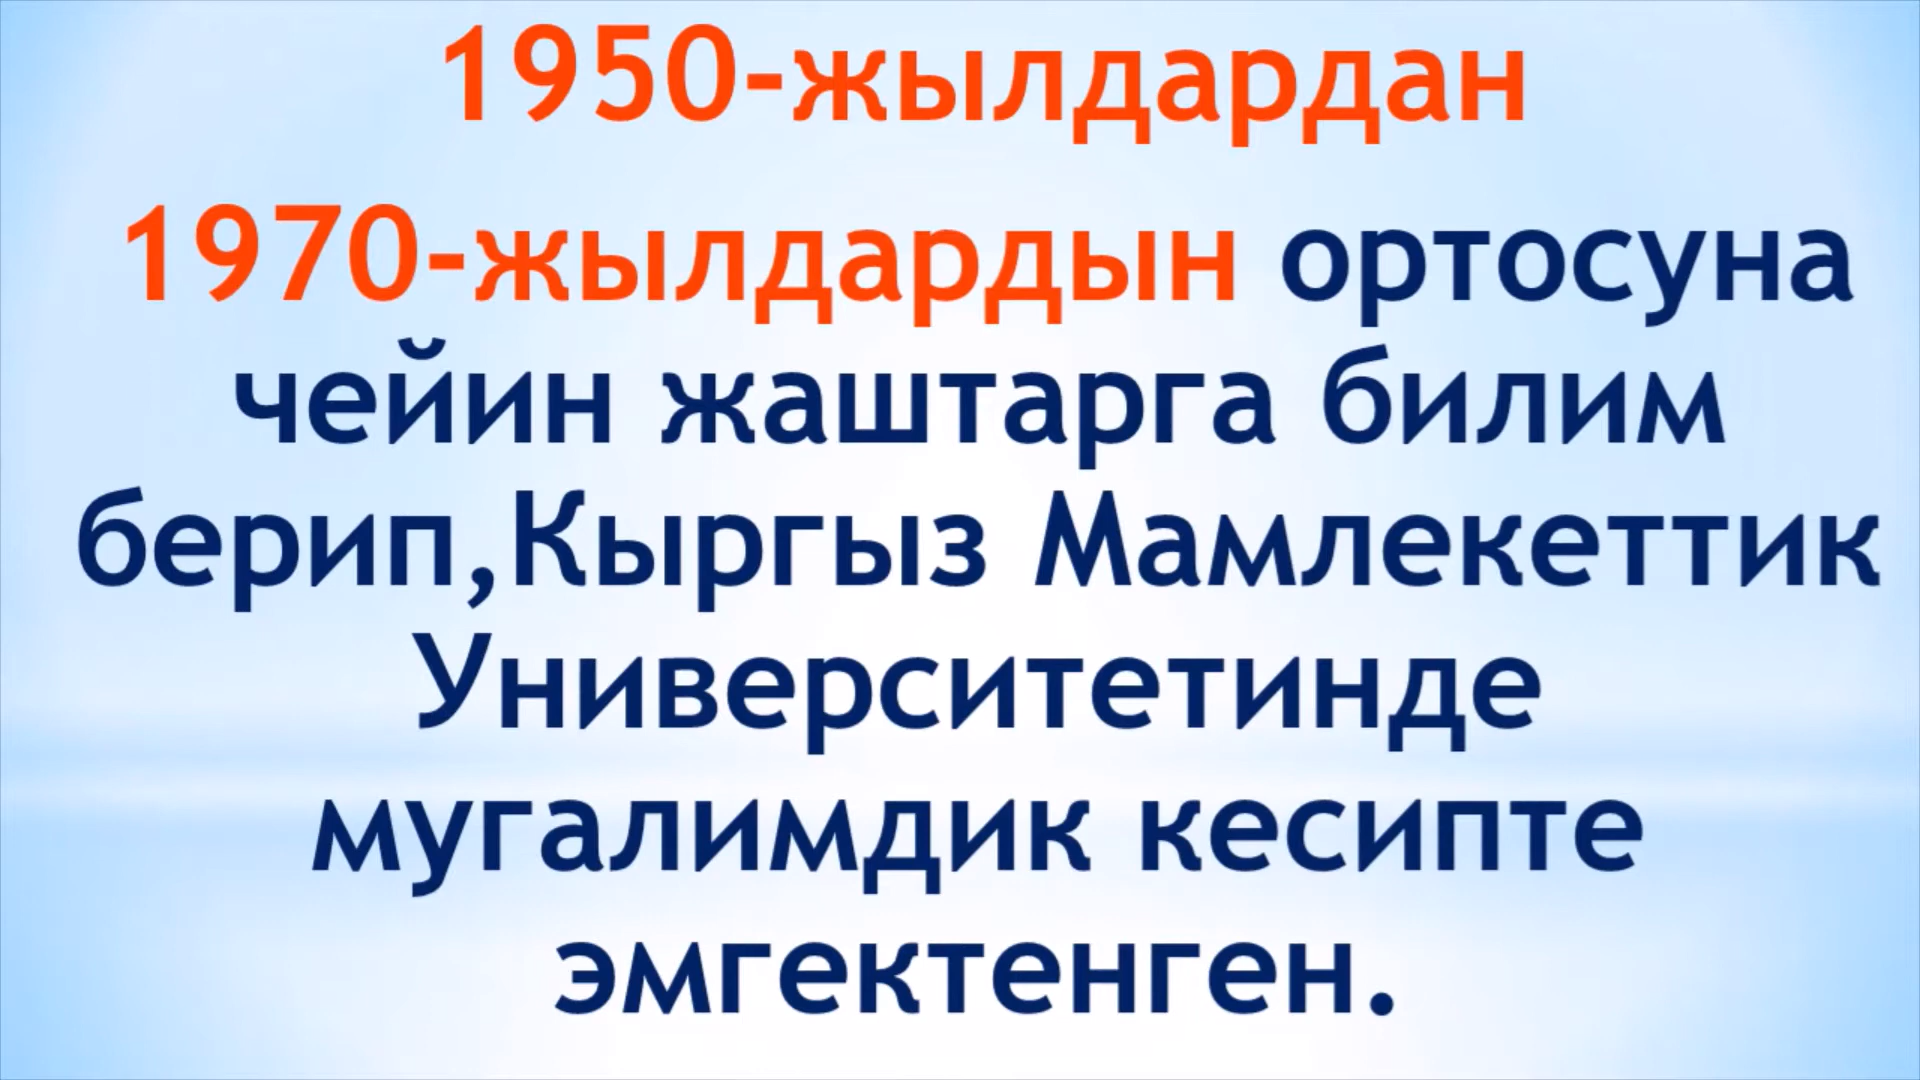 1950-жылдардан
1970-жылдардын ортосуна
чейин жаштарга билим
берип,Кыргыз Мамлекеттик
Университетинде
мугалимдик кесипте
эмгектенген.